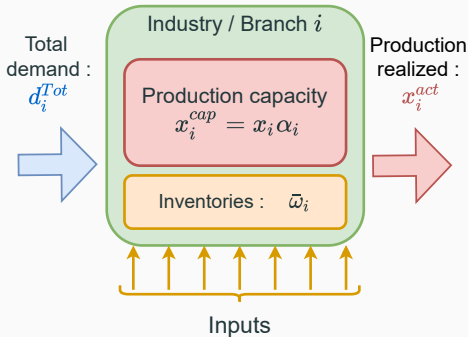 Industry / Branch i
Total
demand :
d_i^{Tot}
Production
realized :
x_i^{act}
Production capacity
x_i^{cap} = x_i α_i
Inventories : ω̄_i
Inputs